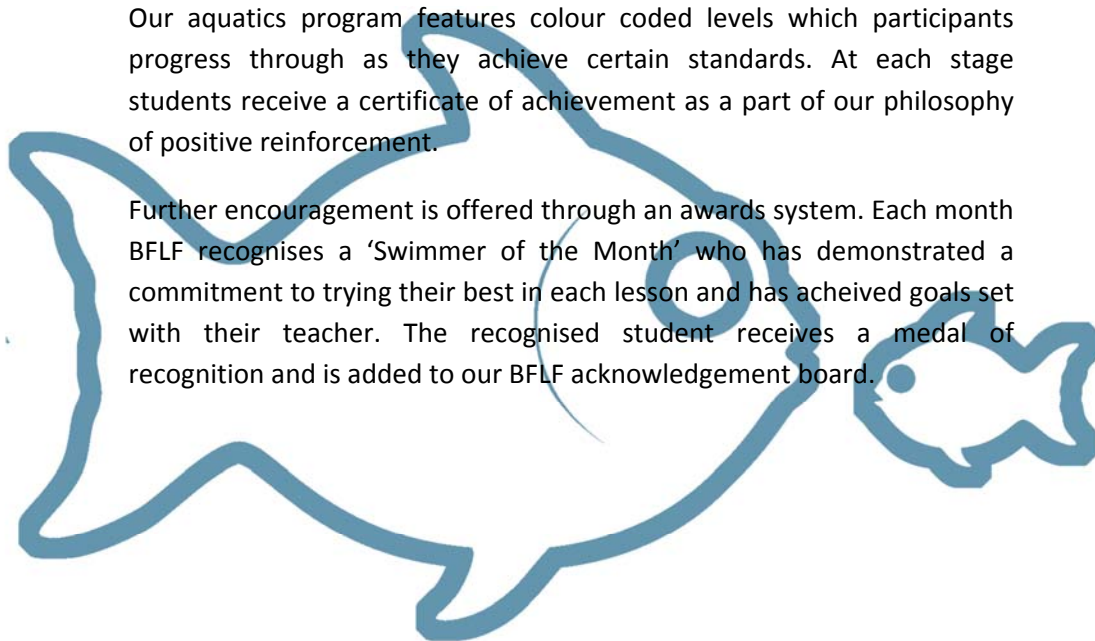 Our aquatics program features colour coded levels which participants
progress through as they achieve certain standards. At each stage
students receive a certificate of achievement as a part of our philosophy
of positive reinforcement.
Further encouragement is offered through an awards system. Each month
BFLF recognises a ‘Swimmer of the Month’ who has demonstrated a
commitment to trying their best in each lesson and has acheived goals set
with their teacher. The recognised student receives a medal of
recognition and is added to our BFLF acknowledgement board.